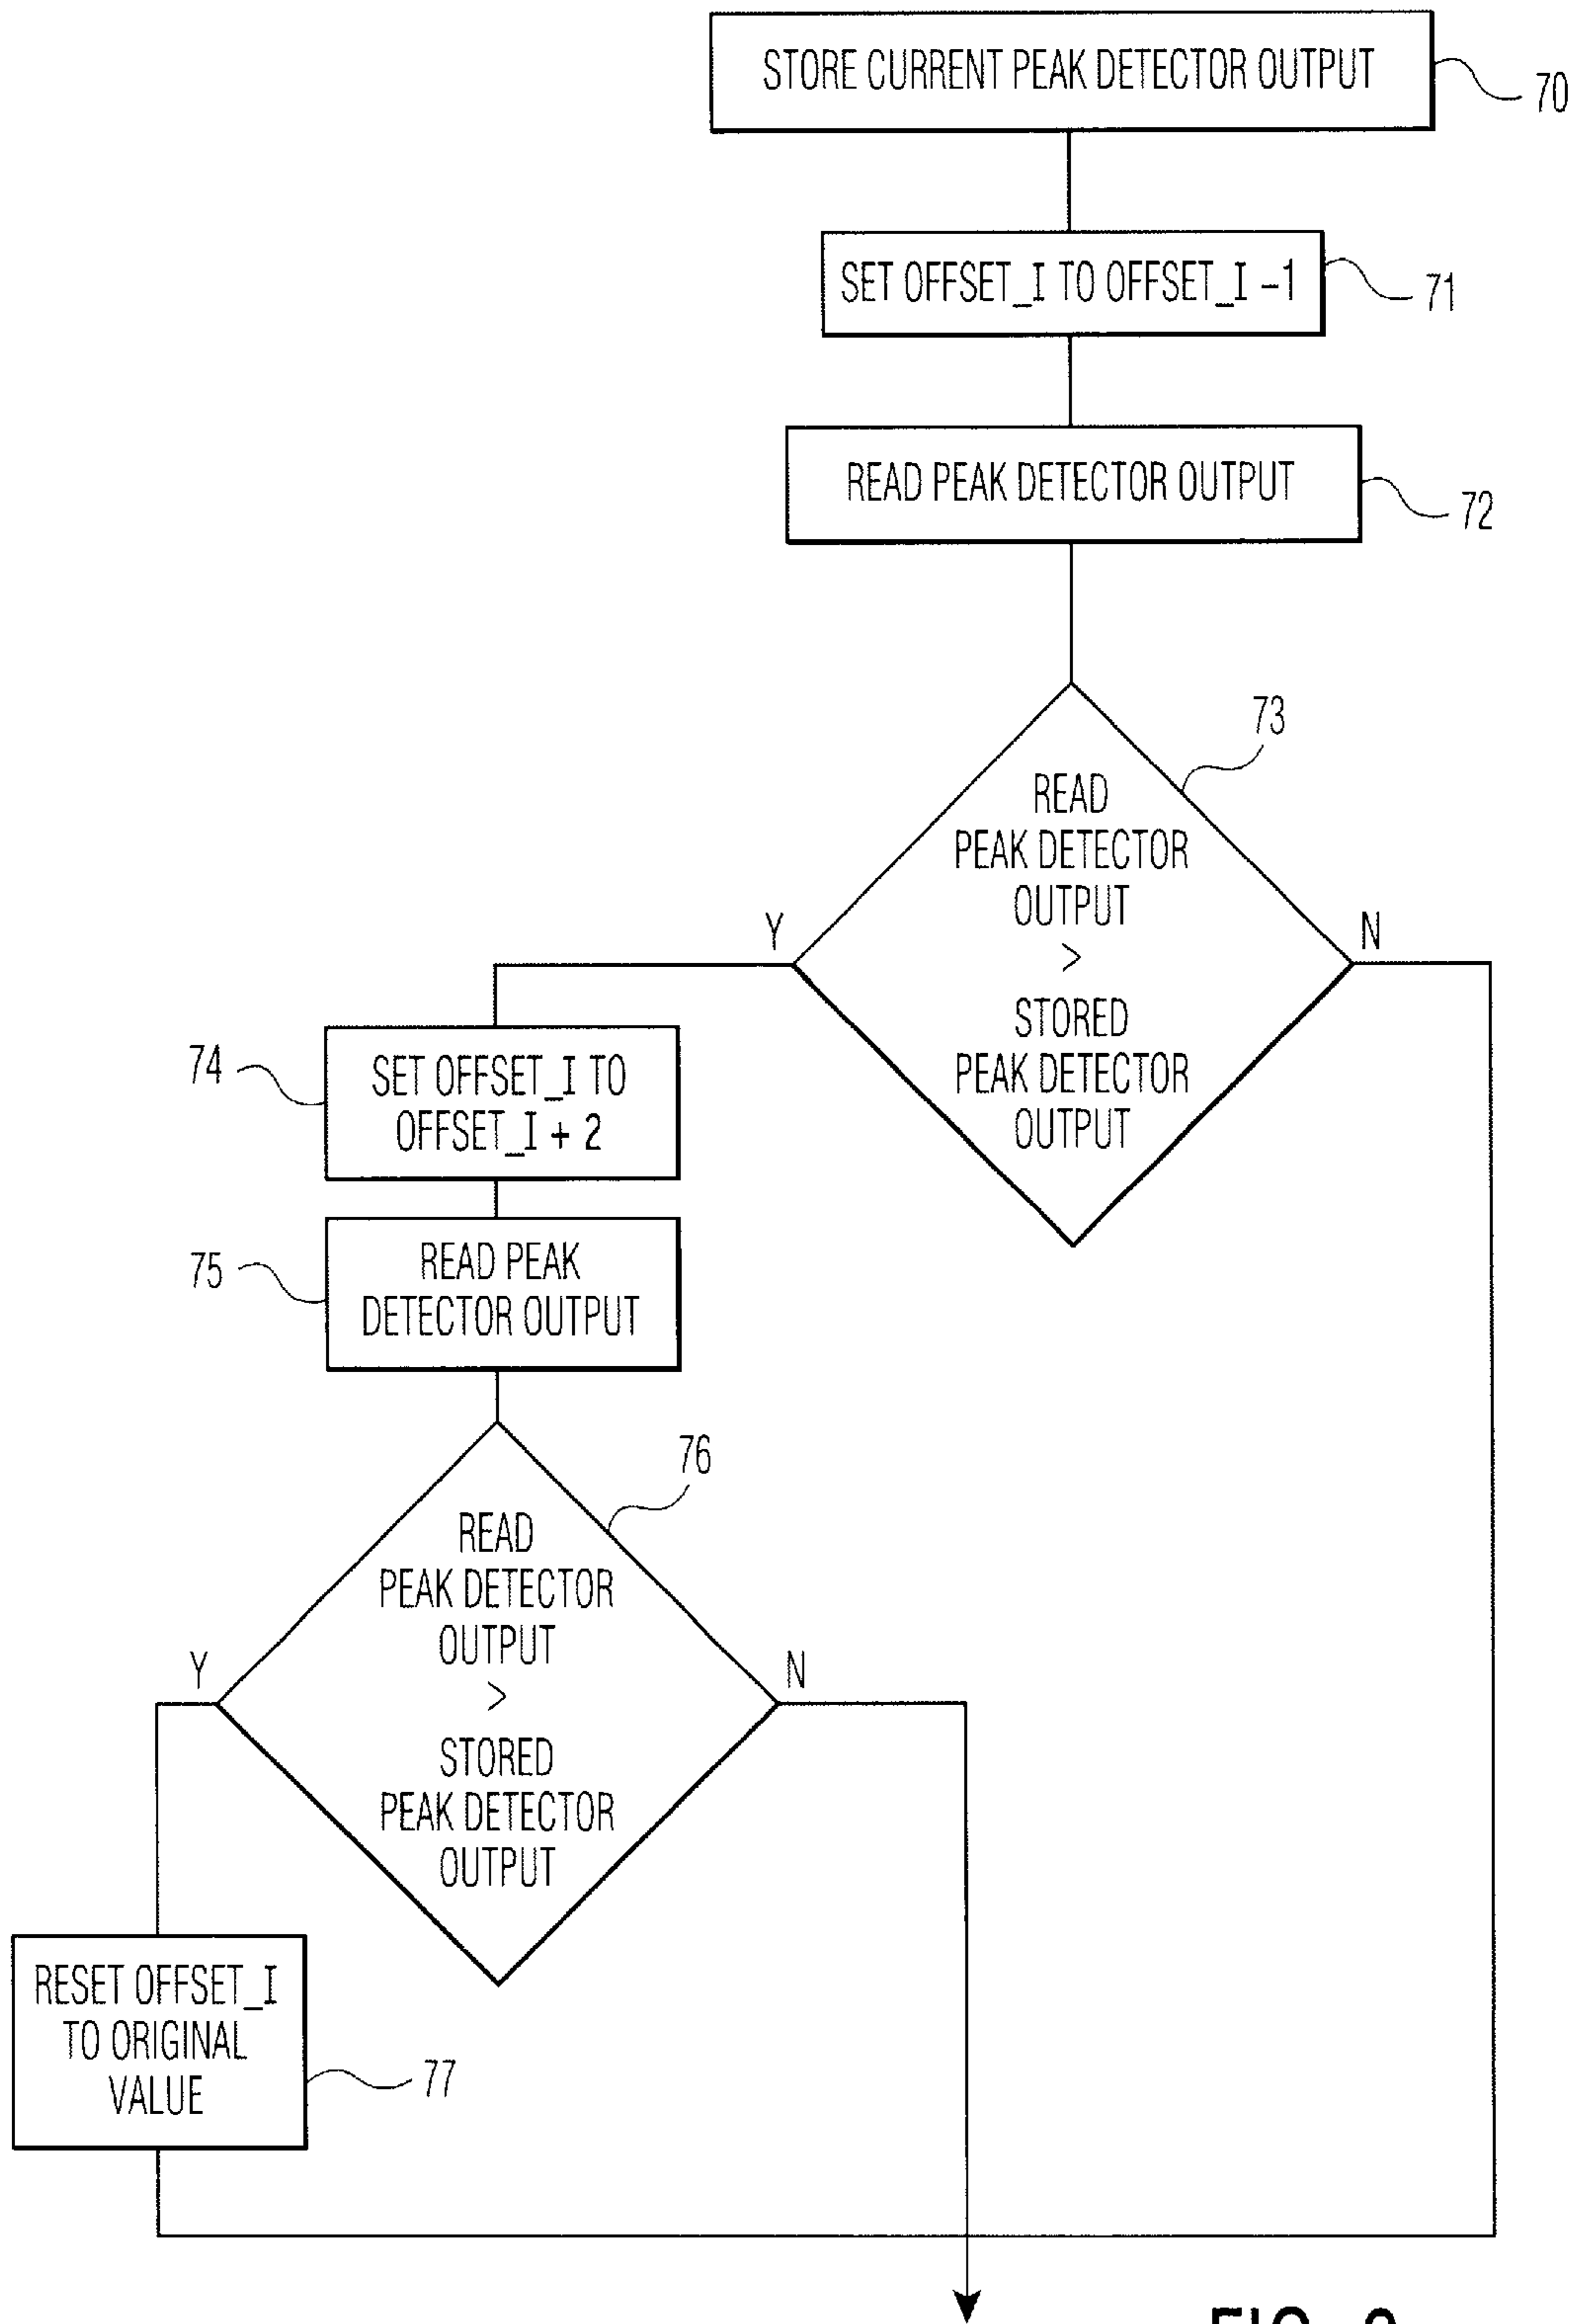 STORE CURRENT PEAK DETECTOR OUTPUT
70
SET OFFSET_I TO OFFSET_I -1
71
READ PEAK DETECTOR OUTPUT
72
73
READ
PEAK DETECTOR
OUTPUT
>
STORED
PEAK DETECTOR
OUTPUT
Y
N
74
SET OFFSET_I TO
OFFSET_I + 2
75
READ PEAK
DETECTOR OUTPUT
76
READ
PEAK DETECTOR
OUTPUT
>
STORED
PEAK DETECTOR
OUTPUT
Y
N
RESET OFFSET_I
TO ORIGINAL
VALUE
77